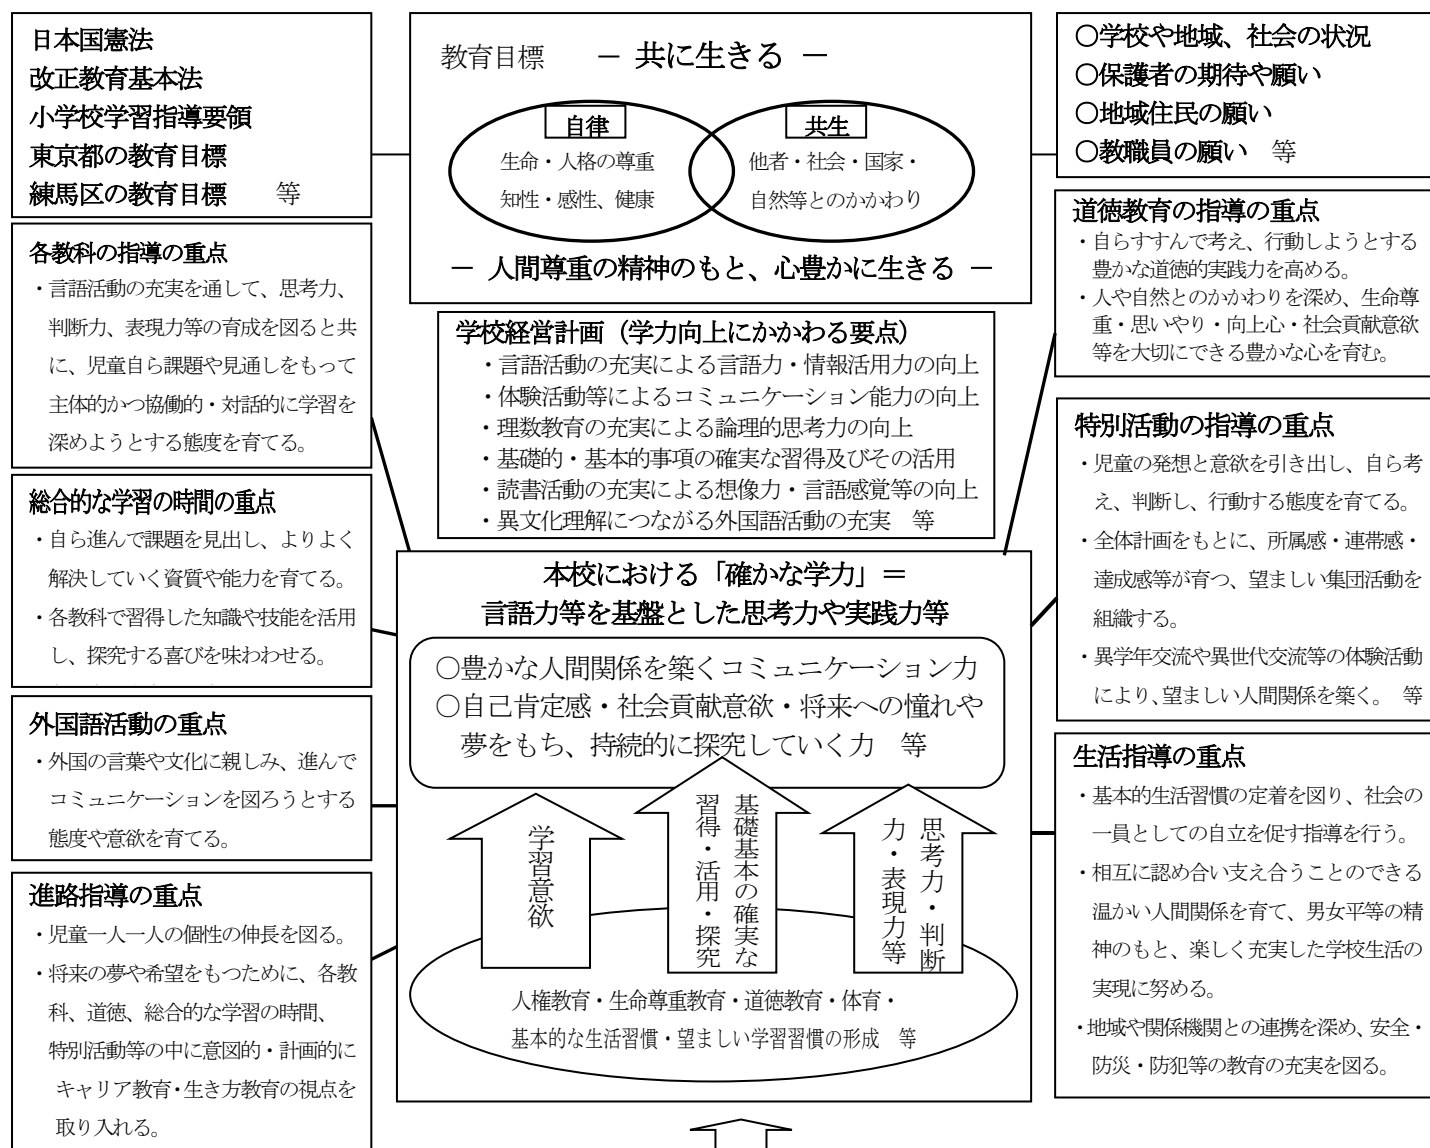 日本国憲法
改正教育基本法
小学校学習指導要領
東京都の教育目標
練馬区の教育目標　等
教育目標　－ 共に生きる －
自律
生命・人格の尊重
知性・感性、健康
共生
他者・社会・国家・
自然等とのかかわり
－ 人間尊重の精神のもと、心豊かに生きる －
○学校や地域、社会の状況
○保護者の期待や願い
○地域住民の願い
○教職員の願い　等
各教科の指導の重点
・言語活動の充実を通して、思考力、
判断力、表現力等の育成を図ると共
に、児童自ら課題や見通しをもって
主体的かつ協働的・対話的に学習を
深めようとする態度を育てる。
総合的な学習の時間の重点
・自ら進んで課題を見出し、よりよく
解決していく資質や能力を育てる。
・各教科で習得した知識や技能を活用
し、探究する喜びを味わわせる。
外国語活動の重点
・外国の言葉や文化に親しみ、進んで
コミュニケーションを図ろうとする
態度や意欲を育てる。
進路指導の重点
・児童一人一人の個性の伸長を図る。
・将来の夢や希望をもつために、各教
科、道徳、総合的な学習の時間、
特別活動等の中に意図的・計画的に
キャリア教育・生き方教育の視点を
取り入れる。
学校経営計画（学力向上にかかわる要点）
・言語活動の充実による言語力・情報活用力の向上
・体験活動等によるコミュニケーション能力の向上
・理数教育の充実による論理的思考力の向上
・基礎的・基本的事項の確実な習得及びその活用
・読書活動の充実による想像力・言語感覚等の向上
・異文化理解につながる外国語活動の充実　等
本校における「確かな学力」＝
言語力等を基盤とした思考力や実践力等
○豊かな人間関係を築くコミュニケーション力
○自己肯定感・社会貢献意欲・将来への憧れや
夢をもち、持続的に探究していく力　等
学習意欲
基礎基本の確実な
習得・活用・探究
思考力・判断
力・表現力等
人権教育・生命尊重教育・道徳教育・体育・
基本的な生活習慣・望ましい学習習慣の形成　等
道徳教育の指導の重点
・自らすすんで考え、行動しようとする
豊かな道徳的実践力を高める。
・人や自然とのかかわりを深め、生命尊
重・思いやり・向上心・社会貢献意欲
等を大切にできる豊かな心を育む。
特別活動の指導の重点
・児童の発想と意欲を引き出し、自ら考
え、判断し、行動する態度を育てる。
・全体計画をもとに、所属感・連帯感・
達成感等が育つ、望ましい集団活動を
組織する。
・異学年交流や異世代交流等の体験活動
により、望ましい人間関係を築く。　等
生活指導の重点
・基本的生活習慣の定着を図り、社会の
一員としての自立を促す指導を行う。
・相互に認め合い支え合うことのできる
温かい人間関係を育て、男女平等の精
神のもと、楽しく充実した学校生活の
実現に努める。
・地域や関係機関との連携を深め、安全・
防災・防犯等の教育の充実を図る。